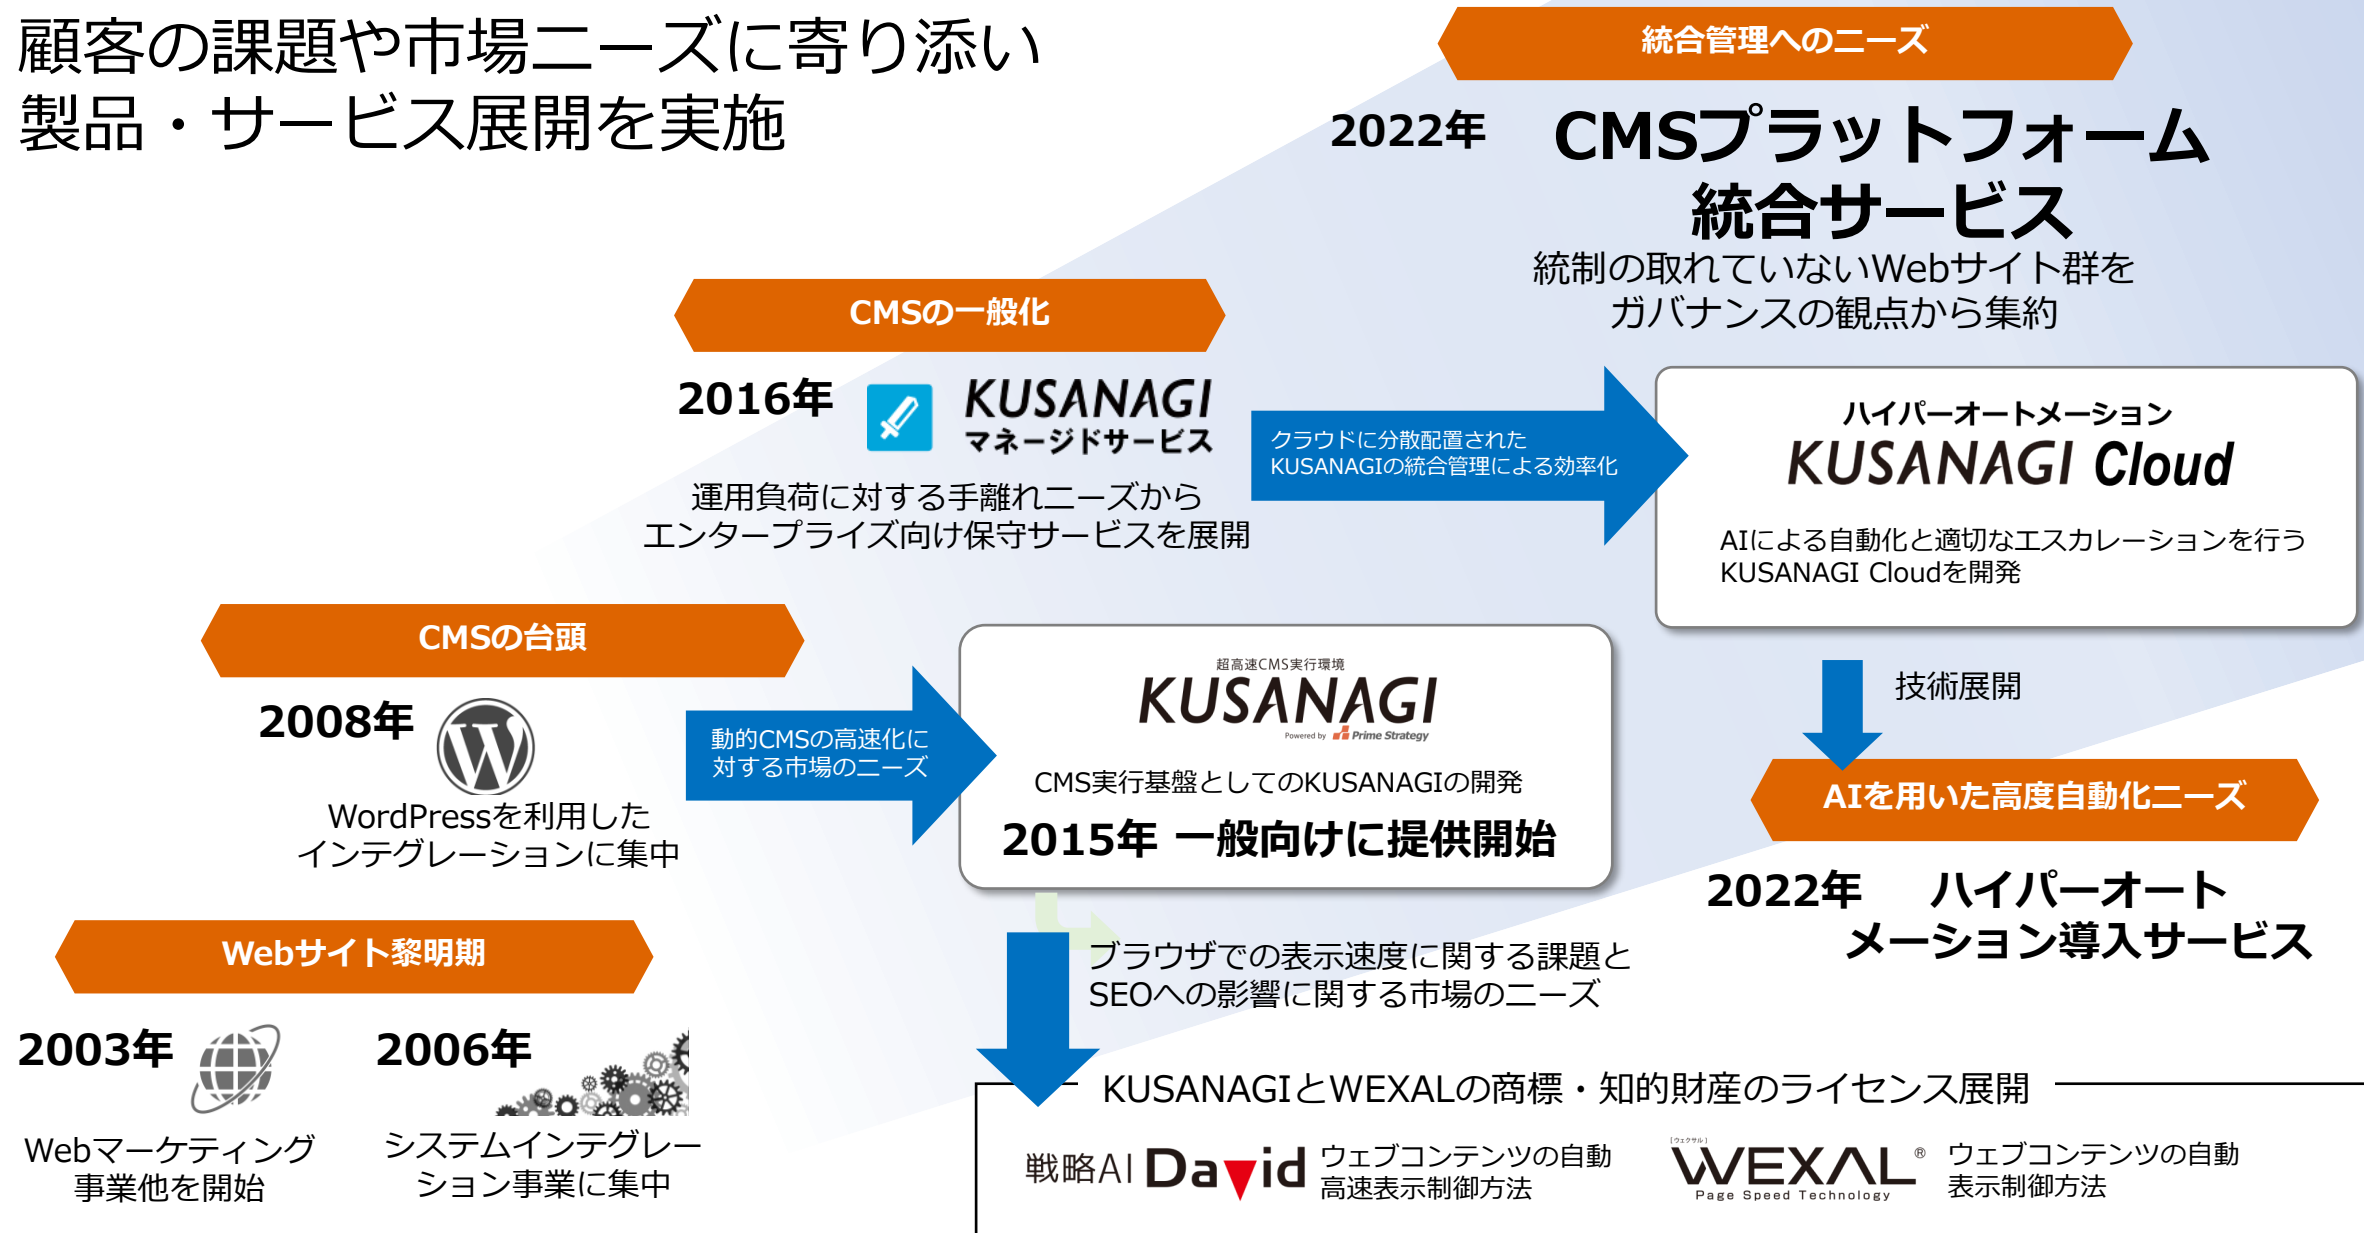 顧客の課題や市場ニーズに寄り添い
製品・サービス展開を実施
統合管理へのニーズ
2022年
CMSプラットフォーム
統合サービス
統制の取れていないWebサイト群を
ガバナンスの観点から集約
CMSの一般化
2016年
KUSANAGI
マネージドサービス
運用負荷に対する手離れニーズから
エンタープライズ向け保守サービスを展開
クラウドに分散配置された
KUSANAGIの統合管理による効率化
ハイパーオートメーション
KUSANAGI Cloud
AIによる自動化と適切なエスカレーションを行う
KUSANAGI Cloudを開発
CMSの台頭
2008年
WordPressを利用した
インテグレーションに集中
動的CMSの高速化に
対する市場のニーズ
超高速CMS実行環境
KUSANAGI
Powered by Prime Strategy
CMS実行基盤としてのKUSANAGIの開発
2015年 一般向けに提供開始
技術展開
AIを用いた高度自動化ニーズ
2022年 ハイパーオート
メーション導入サービス
Webサイト黎明期
2003年
Webマーケティング
事業他を開始
2006年
システムインテグレー
ション事業に集中
ブラウザでの表示速度に関する課題と
SEOへの影響に関する市場のニーズ
KUSANAGIとWEXALの商標・知的財産のライセンス展開
戦略AI David
ウェブコンテンツの自動
高速表示制御方法
[ウェクサル]
WEXAL®
Page Speed Technology
ウェブコンテンツの自動
表示制御方法